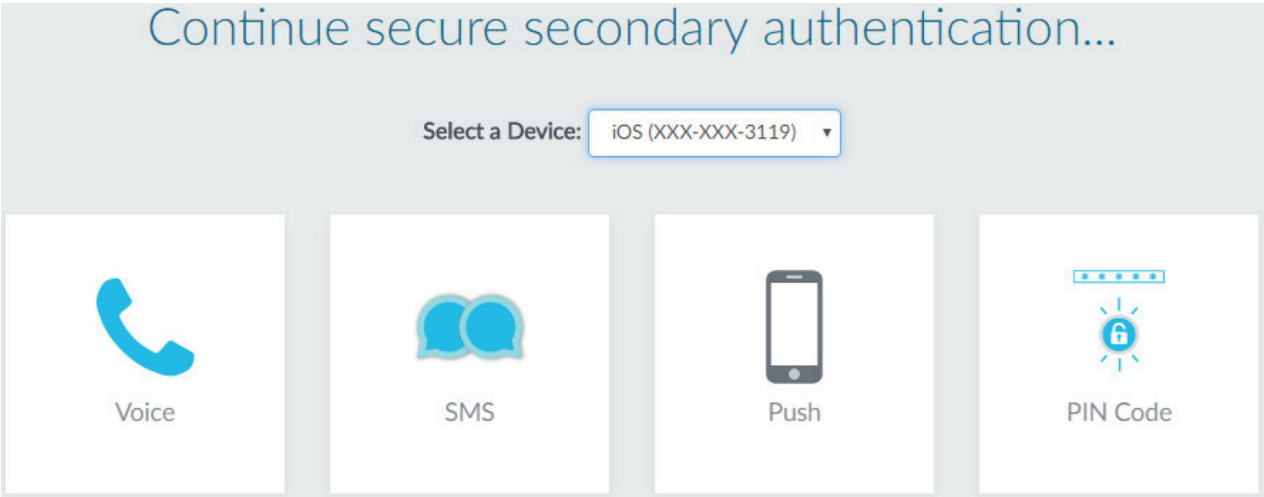 Continue secure secondary authentication...
Select a Device: iOS (XXX-XXX-3119)
*****
Voice SMS Push PIN Code